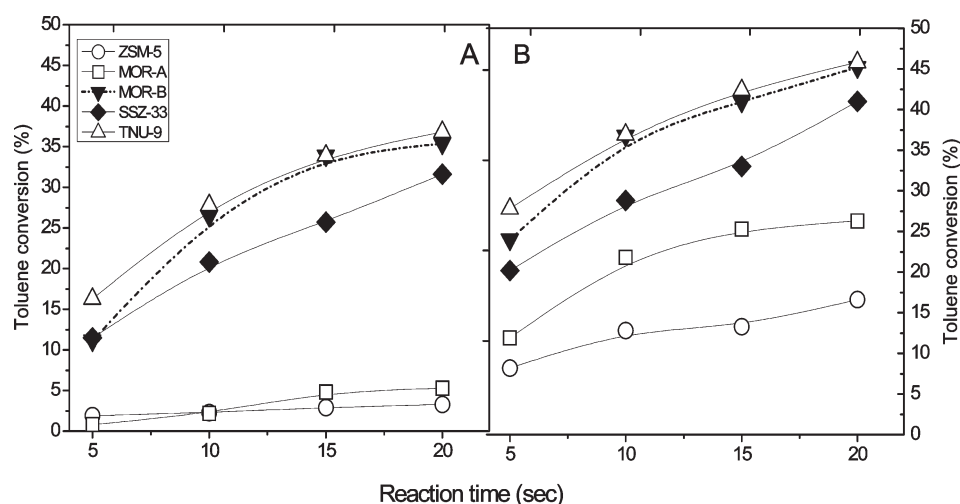 Toluene conversion (%)
50
45
40
35
30
25
20
15
10
5
0
ZSM-5
MOR-A
MOR-B
SSZ-33
TNU-9
A
5 10 15 20
B
5 10 15 20
50
45
40
35
30
25
20
15
10
5
0
Toluene conversion (%)
Reaction time (sec)